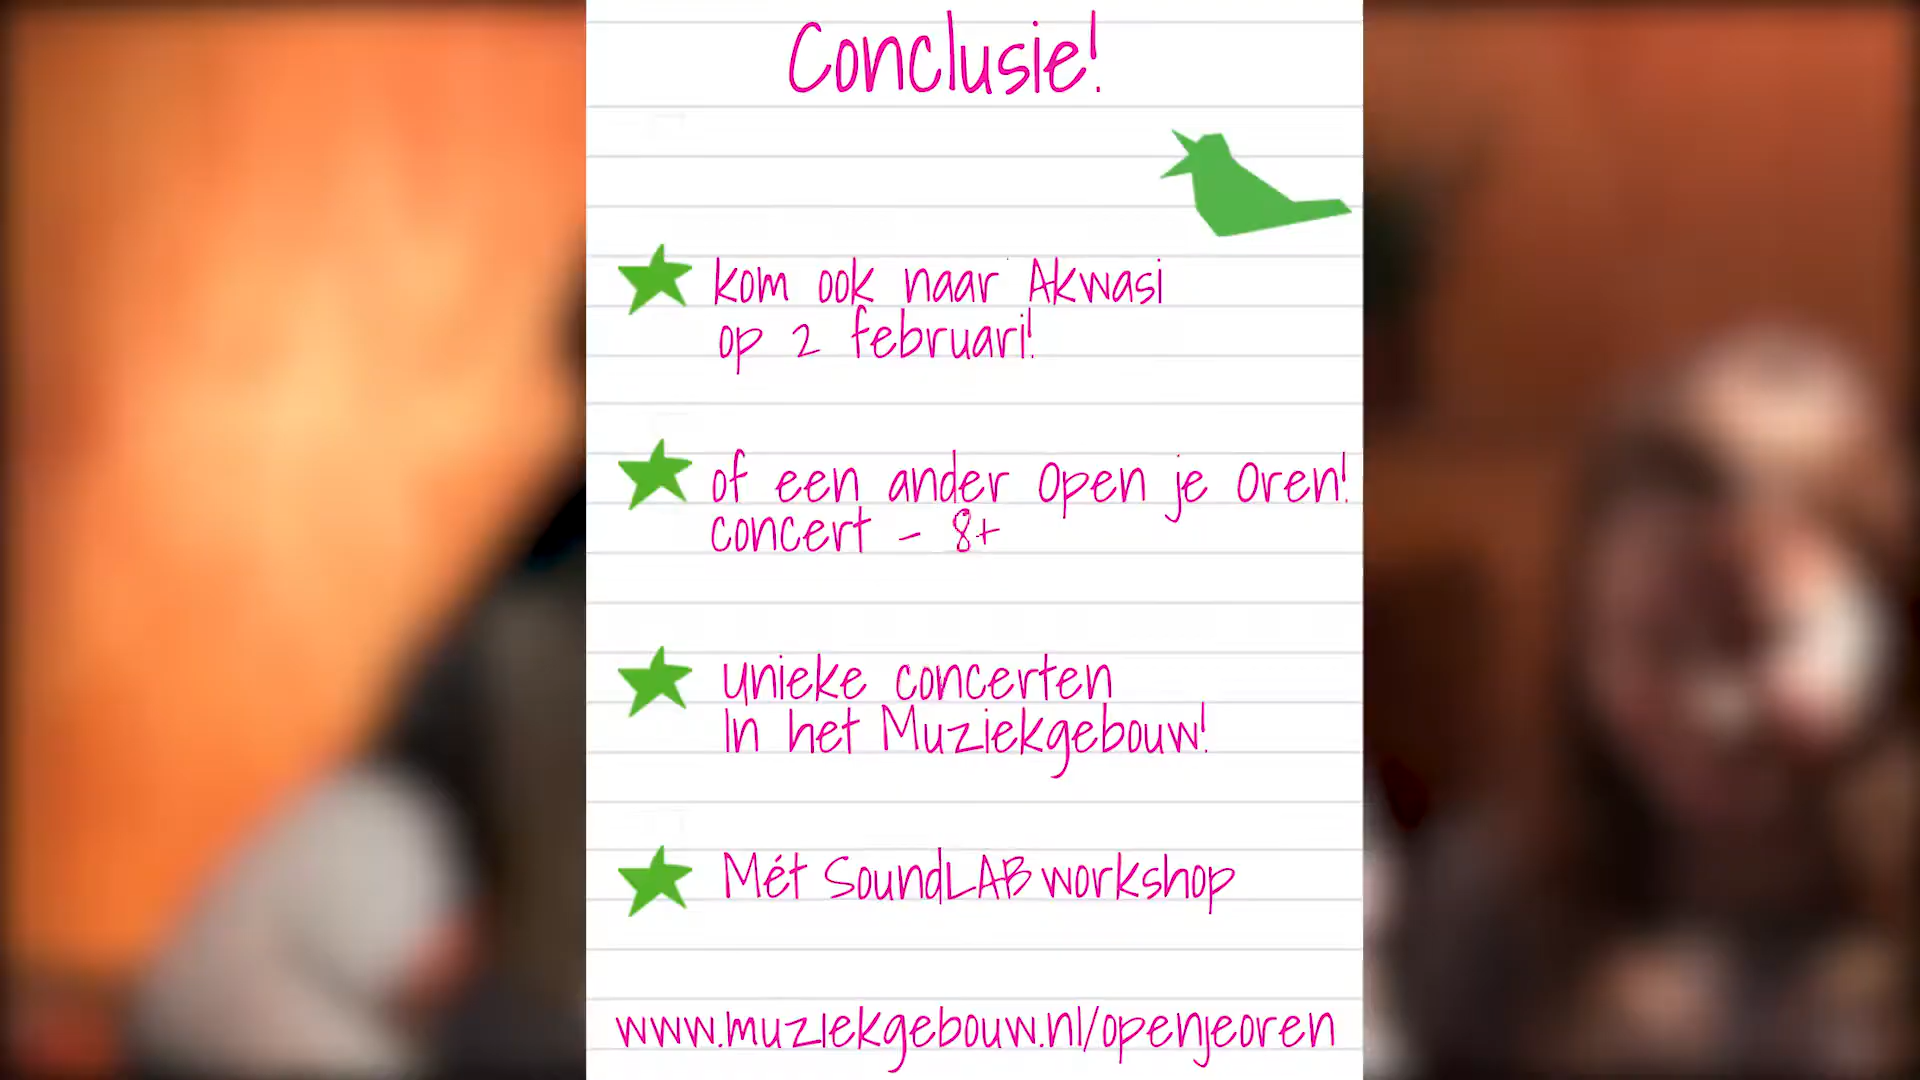 Conclusie!
kom ook naar Akwasi
op 2 februari!
of een ander Open je Oren!
concert - 8+
unieke concerten
In het Muziekgebouw!
Mét SoundLAB workshop
www.muziekgebouw.nl/openjeoren